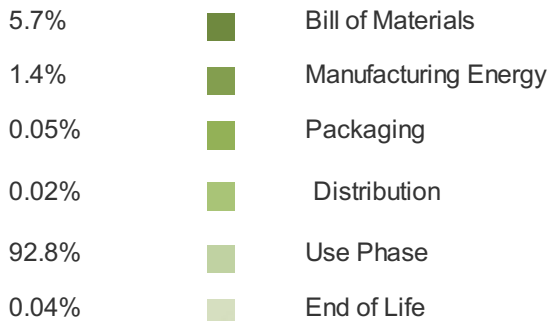 5.7% Bill of Materials
1.4% Manufacturing Energy
0.05% Packaging
0.02% Distribution
92.8% Use Phase
0.04% End of Life